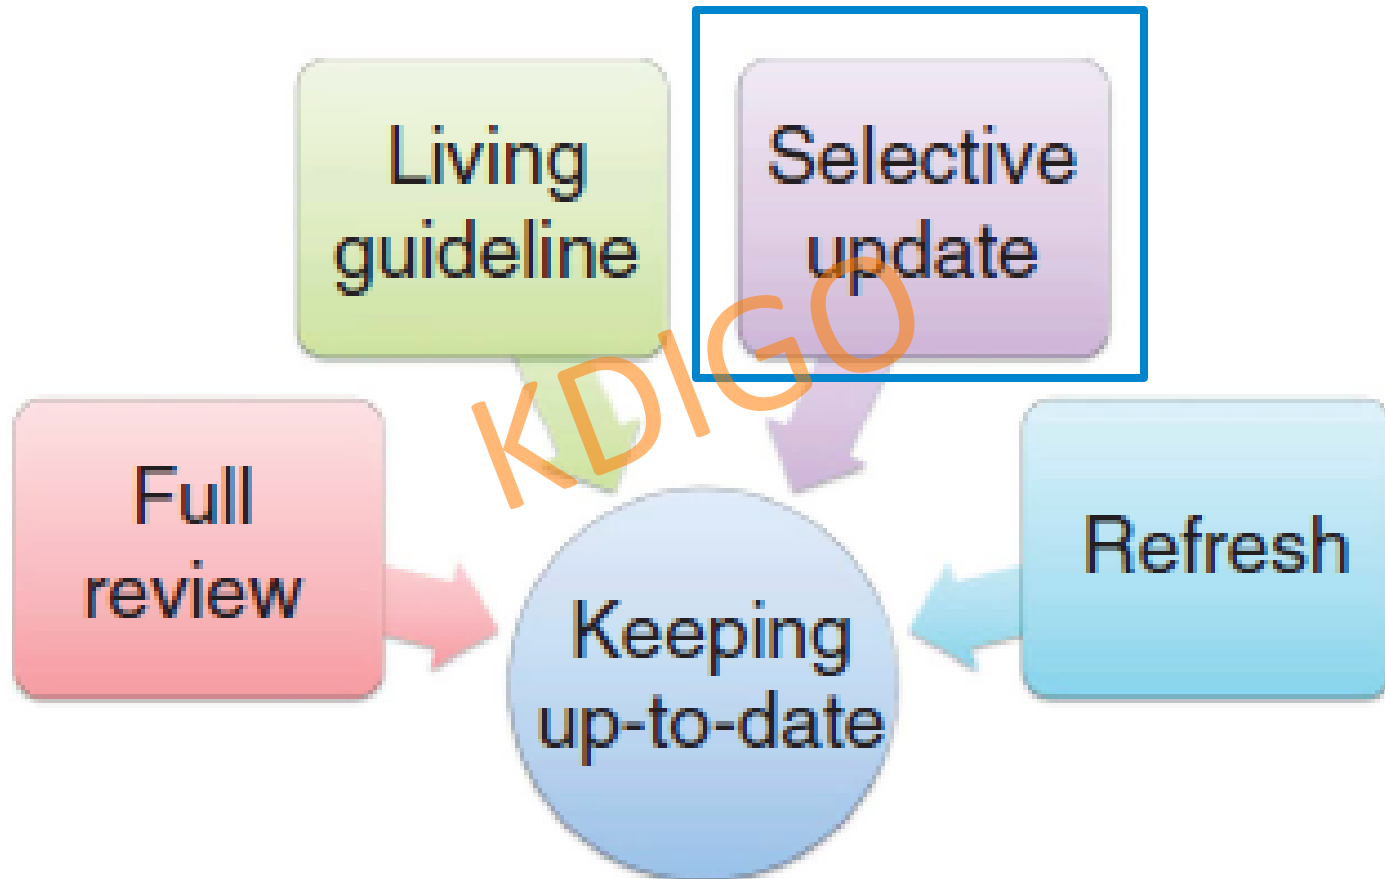 Living
guideline
Selective
update
KDIGO
Full
review
Refresh
Keeping
up-to-date